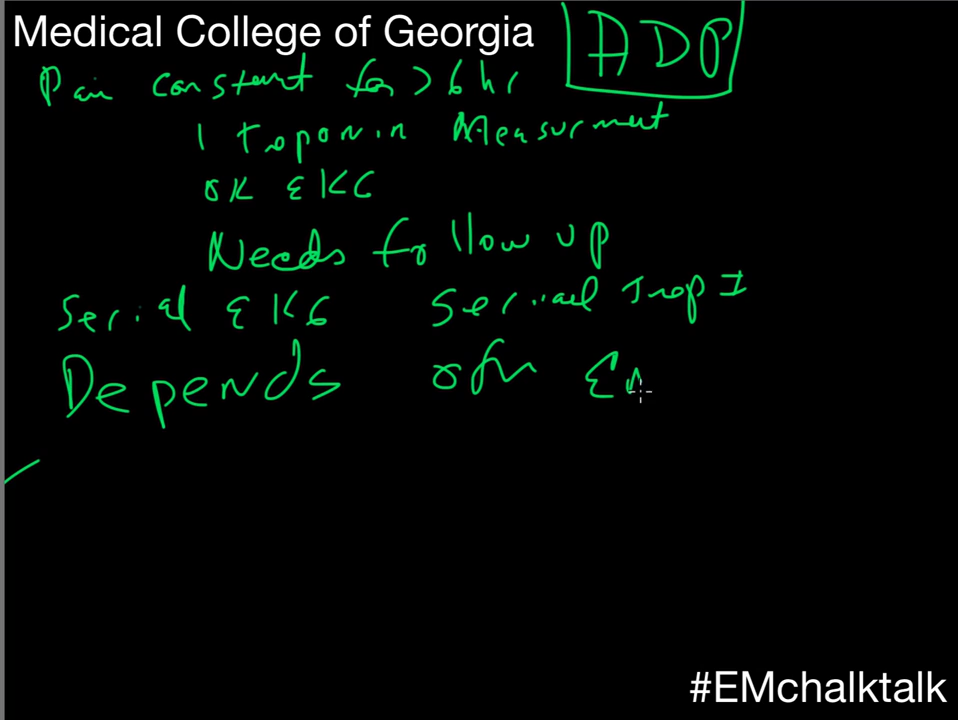 Medical College of Georgia
ADP
Pain constant for > 6 hr
1 troponin Measurment
OK EKG
Needs follow up
Serial EKG Serial Trop I
Depends
#EMchalktalk